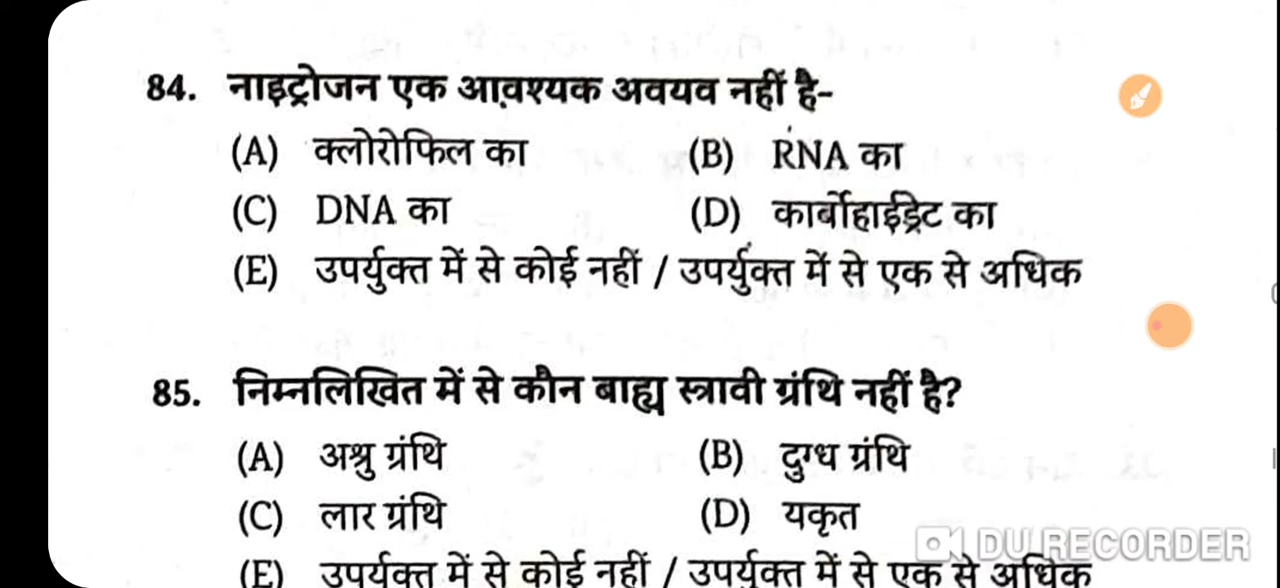 84. नाइट्रोजन एक आवश्यक अवयव नहीं है-
(A) क्लोरोफिल का (B) RNA का
(C) DNA का (D) कार्बोहाईड्रेट का
(E) उपर्युक्त में से कोई नहीं / उपर्युक्त में से एक से अधिक
85. निम्नलिखित में से कौन बाह्य स्त्रावी ग्रंथि नहीं है?
(A) अश्रु ग्रंथि (B) दुग्ध ग्रंथि
(C) लार ग्रंथि (D) यकृत
DU RECORDER
(E) उपर्युक्त में से कोई नहीं / उपर्युक्त में से एक से अधिक